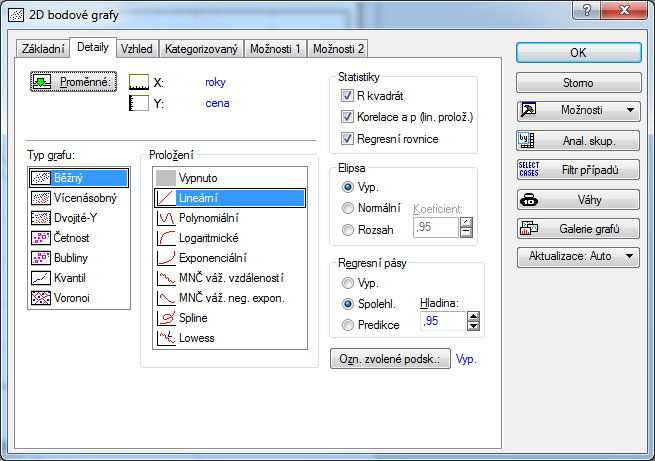 2D bodové grafy
Základní
Detaily
Vzhled
Kategorizovaný
Možnosti 1
Možnosti 2
Proměnné:
X:
roky
Y:
cena
Typ grafu:
Běžný
Vícenásobný
Dvojité-Y
Četnost
Bubliny
Kvantil
Voronoi
Proložení
Vypnuto
Lineární
Polynomiální
Logaritmické
Exponenciální
MNČ váž. vzdáleností
MNČ váž. neg. expon.
Spline
Lowess
Statistiky
R kvadrát
Korelace a p (lin. prolož.)
Regresní rovnice
Elipsa
Vyp.
Normální
Koeficient:
Rozsah
,95
Regresní pásy
Vyp.
Spolehl.
Hladina:
Predikce
,95
Ozn. zvolené podsk.:
Vyp.
OK
Storno
Možnosti
by
Anal. skup.
SELECT CASES
Filtr případů
Váhy
Galerie grafů
Aktualizace: Auto